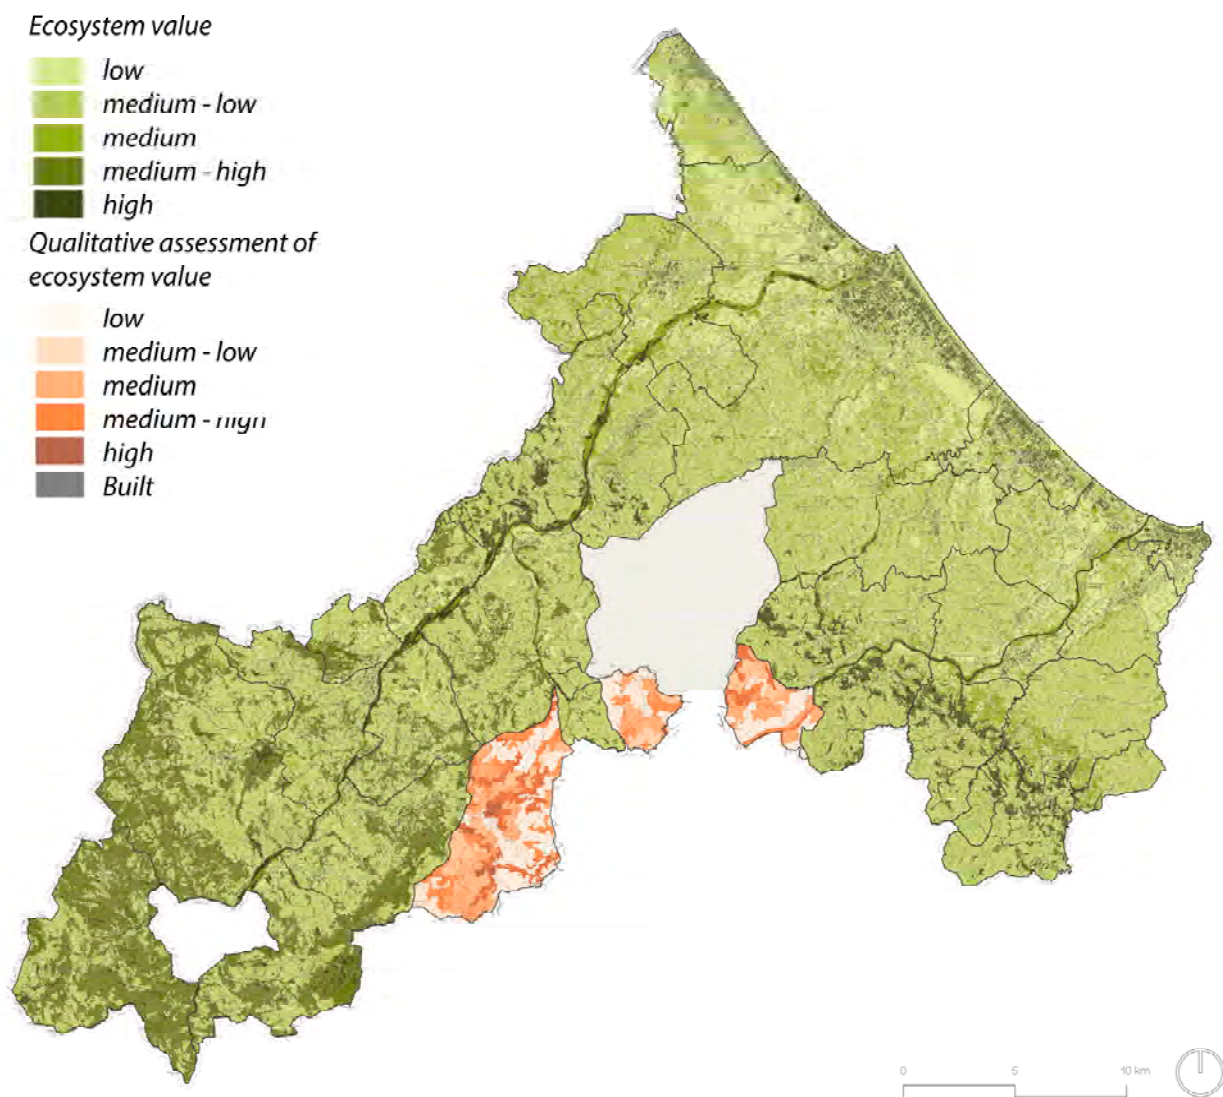 Ecosystem value
low
medium - low
medium
medium - high
high
Qualitative assessment of
ecosystem value
low
medium - low
medium
medium -
high
Built
0 5 10 km